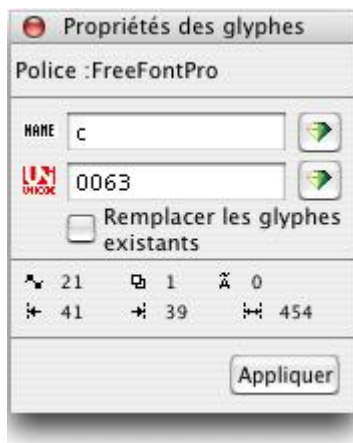 Propriétés des glyphes
Police :FreeFontPro
NAME c
UNICODE 0063
Remplacer les glyphes
existants
21 1 0
41 39 454
Appliquer